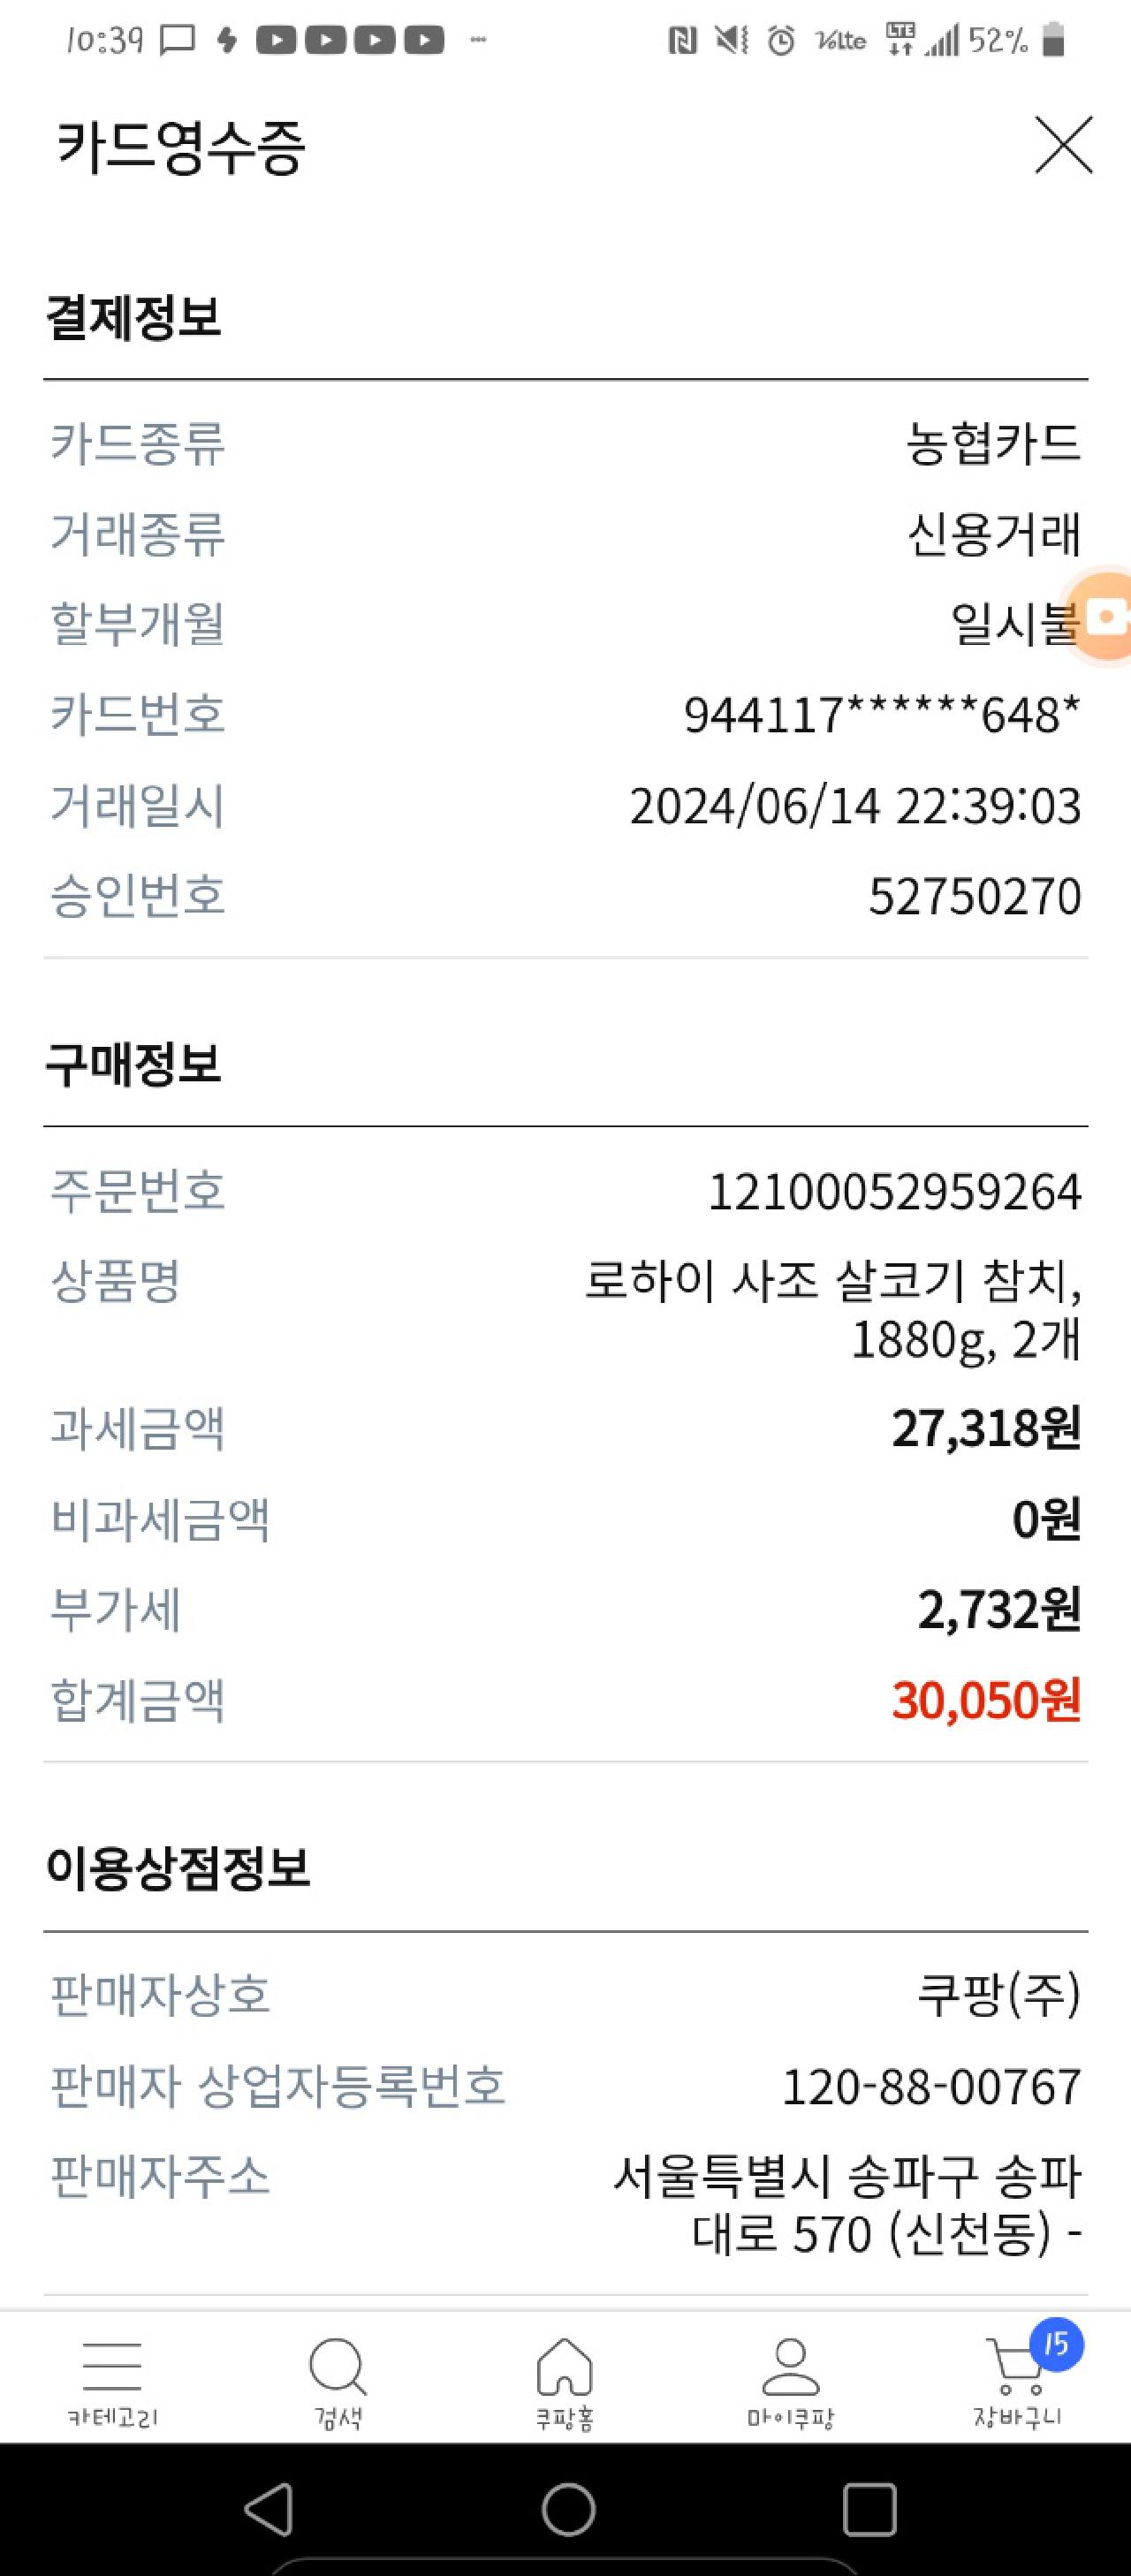 10:39
Volte LTE 52%
카드영수증
결제정보
카드종류 농협카드
거래종류 신용거래
할부개월 일시불
카드번호 944117******648*
거래일시 2024/06/14 22:39:03
승인번호 52750270
구매정보
주문번호 12100052959264
상품명 로하이 사조 살코기 참치,
1880g, 2개
과세금액 27,318원
비과세금액 0원
부가세 2,732원
합계금액 30,050원
이용상점정보
판매자상호 쿠팡(주)
판매자 상업자등록번호 120-88-00767
판매자주소 서울특별시 송파구 송파
대로 570 (신천동) -
15
카테고리 검색 쿠팡홈 마이쿠팡 장바구니